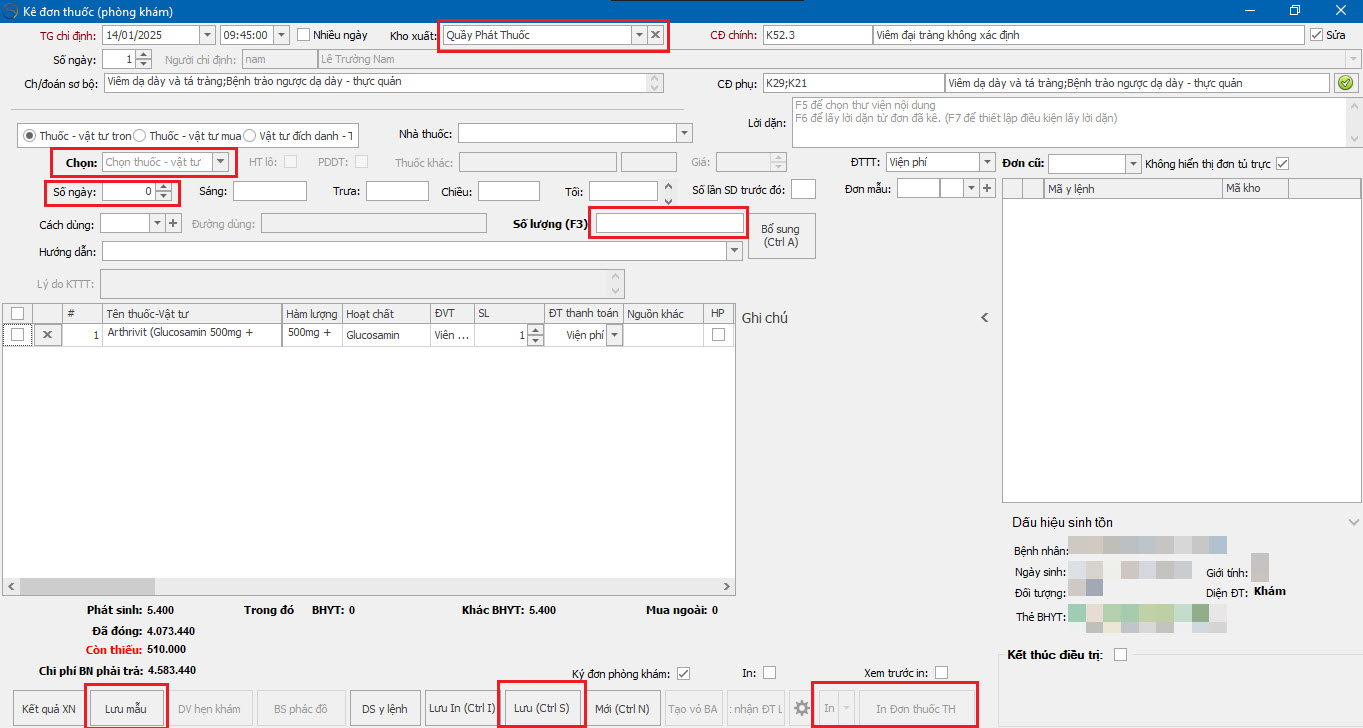 Kê đơn thuốc (phòng khám)
TG chỉ định: 14/01/2025 09:45:00 Nhiều ngày Kho xuất: Quầy Phát Thuốc CĐ chính: K52.3 Viêm đại tràng không xác định Sửa
Số ngày: 1 Người chỉ định: nam Lê Trường Nam
Ch/đoán sơ bộ: Viêm dạ dày và tá tràng;Bệnh trào ngược dạ dày - thực quản CĐ phụ: K29;K21 Viêm dạ dày và tá tràng;Bệnh trào ngược dạ dày - thực quản
Lời dặn: F5 để chọn thư viện nội dung
F6 để lấy lời dặn từ đơn đã kê. (F7 để thiết lập điều kiện lấy lời dặn)
Thuốc - vật tư tron Thuốc - vật tư mua Vật tư đích danh - T Nhà thuốc:
Chọn: Chọn thuốc - vật tư HT lô: PDDT: Thuốc khác: Giá: ĐTTT: Viện phí Đơn cũ: Không hiển thị đơn tủ trực
Số ngày: 0 Sáng: Trưa: Chiều: Tối: Số lần SD trước đó: Đơn mẫu: Mã y lệnh Mã kho
Cách dùng: Đường dùng: Số lượng (F3) Bổ sung
(Ctrl A)
Hướng dẫn:
Lý do KTTT:
# Tên thuốc-Vật tư Hàm lượng Hoạt chất ĐVT SL ĐT thanh toán Nguồn khác HP Ghi chú
1 Arthrivit (Glucosamin 500mg + 500mg + Glucosamin Viên ... 1 Viện phí
Dấu hiệu sinh tồn
Bệnh nhân:
Ngày sinh: Giới tính:
Đối tượng: Diện ĐT: Khám
Thẻ BHYT:
Phát sinh: 5.400 Trong đó BHYT: 0 Khác BHYT: 5.400 Mua ngoài: 0
Đã đóng: 4.073.440
Còn thiếu: 510.000
Chi phí BN phải trả: 4.583.440
Kết thúc điều trị:
Ký đơn phòng khám: In: Xem trước in:
Kết quả XN Lưu mẫu DV hẹn khám BS phác đồ DS y lệnh Lưu In (Ctrl I) Lưu (Ctrl S) Mới (Ctrl N) Tạo vỏ BA : nhận ĐT L In In Đơn thuốc TH